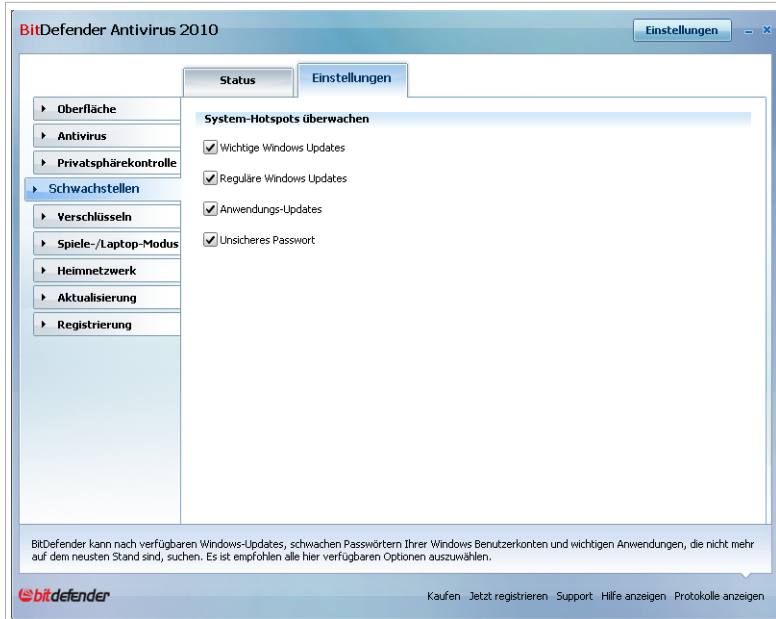 BitDefender Antivirus 2010
Einstellungen
Status
Einstellungen
Oberfläche
Antivirus
Privatsphärekontrolle
Schwachstellen
Verschlüsseln
Spiele-/Laptop-Modus
Heimnetzwerk
Aktualisierung
Registrierung
System-Hotspots überwachen
Wichtige Windows Updates
Reguläre Windows Updates
Anwendungs-Updates
Unsicheres Passwort
BitDefender kann nach verfügbaren Windows-Updates, schwachen Passwörtern Ihrer Windows Benutzerkonten und wichtigen Anwendungen, die nicht mehr
auf dem neusten Stand sind, suchen. Es ist empfohlen alle hier verfügbaren Optionen auszuwählen.
bitdefender
Kaufen Jetzt registrieren Support Hilfe anzeigen Protokolle anzeigen